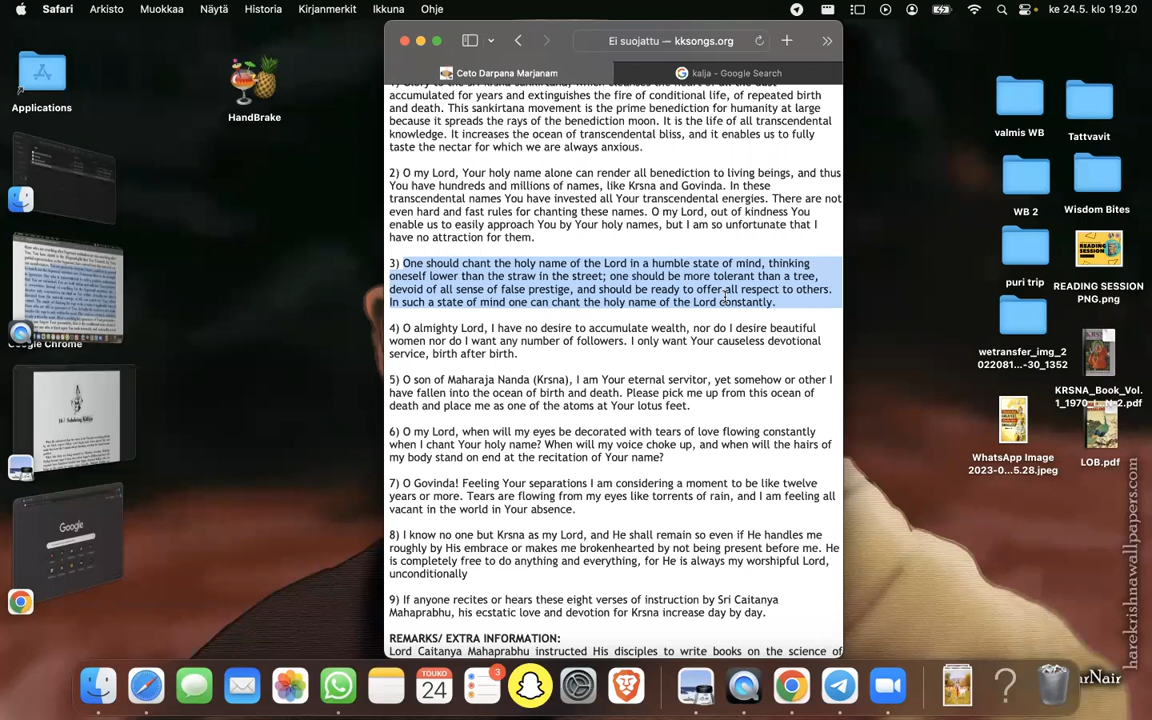 Safari Arkisto Muokkaa Näytä Historia Kirjanmerkit Ikkuna Ohje
ke 24.5. klo 19.20
Ei suojattu — kksongs.org
Ceto Darpana Marjanam
kalja - Google Search
Applications
HandBrake
Google Chrome
Google
accumulated for years and extinguishes the fire of conditional life, of repeated birth
and death. This sankirtana movement is the prime benediction for humanity at large
because it spreads the rays of the benediction moon. It is the life of all transcendental
knowledge. It increases the ocean of transcendental bliss, and it enables us to fully
taste the nectar for which we are always anxious.
2) O my Lord, Your holy name alone can render all benediction to living beings, and thus
You have hundreds and millions of names, like Krsna and Govinda. In these
transcendental names You have invested all Your transcendental energies. There are not
even hard and fast rules for chanting these names. O my Lord, out of kindness You
enable us to easily approach You by Your holy names, but I am so unfortunate that I
have no attraction for them.
3) One should chant the holy name of the Lord in a humble state of mind, thinking
oneself lower than the straw in the street; one should be more tolerant than a tree,
devoid of all sense of false prestige, and should be ready to offer all respect to others.
In such a state of mind one can chant the holy name of the Lord constantly.
4) O almighty Lord, I have no desire to accumulate wealth, nor do I desire beautiful
women nor do I want any number of followers. I only want Your causeless devotional
service, birth after birth.
5) O son of Maharaja Nanda (Krsna), I am Your eternal servitor, yet somehow or other I
have fallen into the ocean of birth and death. Please pick me up from this ocean of
death and place me as one of the atoms at Your lotus feet.
6) O my Lord, when will my eyes be decorated with tears of love flowing constantly
when I chant Your holy name? When will my voice choke up, and when will the hairs of
my body stand on end at the recitation of Your name?
7) O Govinda! Feeling Your separations I am considering a moment to be like twelve
years or more. Tears are flowing from my eyes like torrents of rain, and I am feeling all
vacant in the world in Your absence.
8) I know no one but Krsna as my Lord, and He shall remain so even if He handles me
roughly by His embrace or makes me brokenhearted by not being present before me. He
is completely free to do anything and everything, for He is always my worshipful Lord,
unconditionally
9) If anyone recites or hears these eight verses of instruction by Sri Caitanya
Mahaprabhu, his ecstatic love and devotion for Krsna increase day by day.
REMARKS/ EXTRA INFORMATION:
Lord Caitanya Mahaprabhu instructed His disciples to write books on the science of
valmis WB
Tattvavit
WB 2
Wisdom Bites
puri trip
READING SESSION
PNG.png
wetransfer_img_2
022081...-30_1352
KRSNA_Book_Vol.
WhatsApp Image
2023-0...5.28.jpeg
LOB.pdf
harekrishnawallpapers.com
TOUKO
24
3